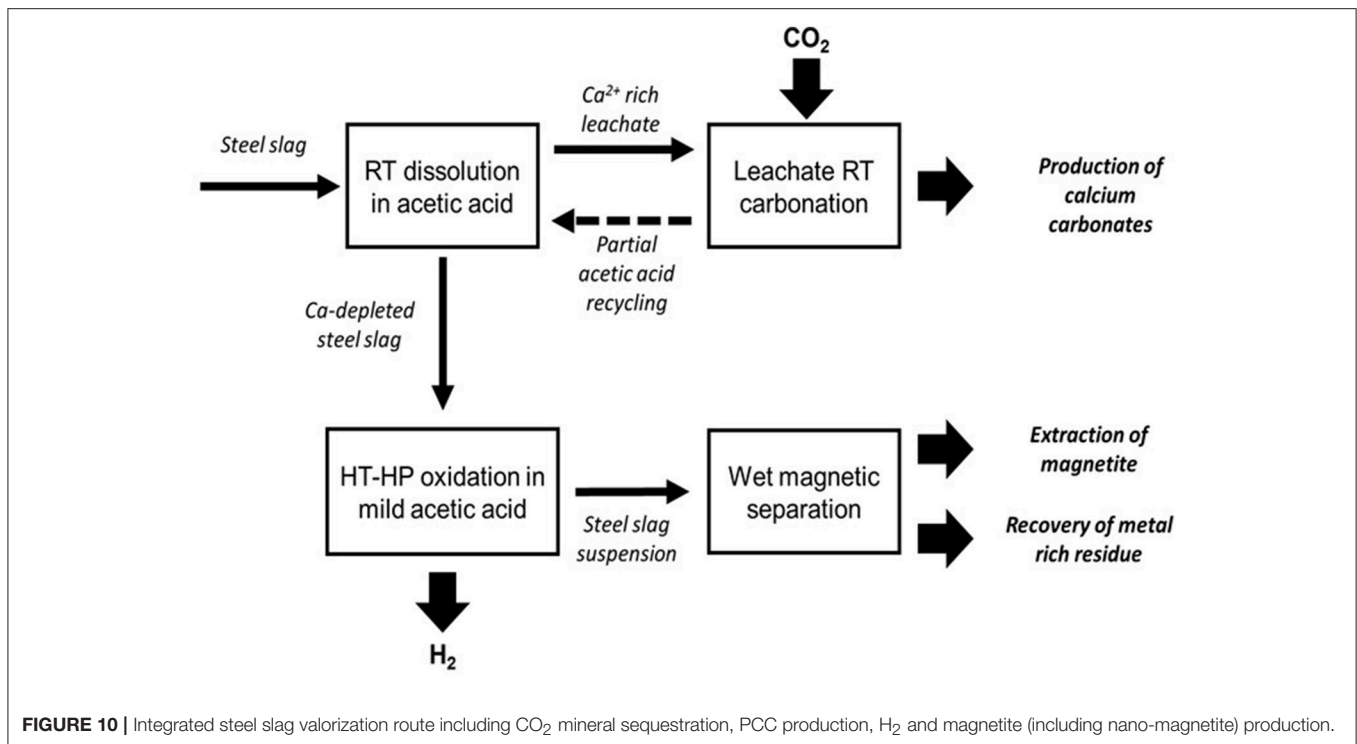 CO₂
Steel slag
RT dissolution
in acetic acid
Ca²⁺ rich
leachate
Partial
acetic acid
recycling
Leachate RT
carbonation
Production of
calcium
carbonates
Ca-depleted
steel slag
HT-HP oxidation in
mild acetic acid
Steel slag
suspension
Wet magnetic
separation
Extraction of
magnetite
Recovery of metal
rich residue
H₂
FIGURE 10 | Integrated steel slag valorization route including CO₂ mineral sequestration, PCC production, H₂ and magnetite (including nano-magnetite) production.